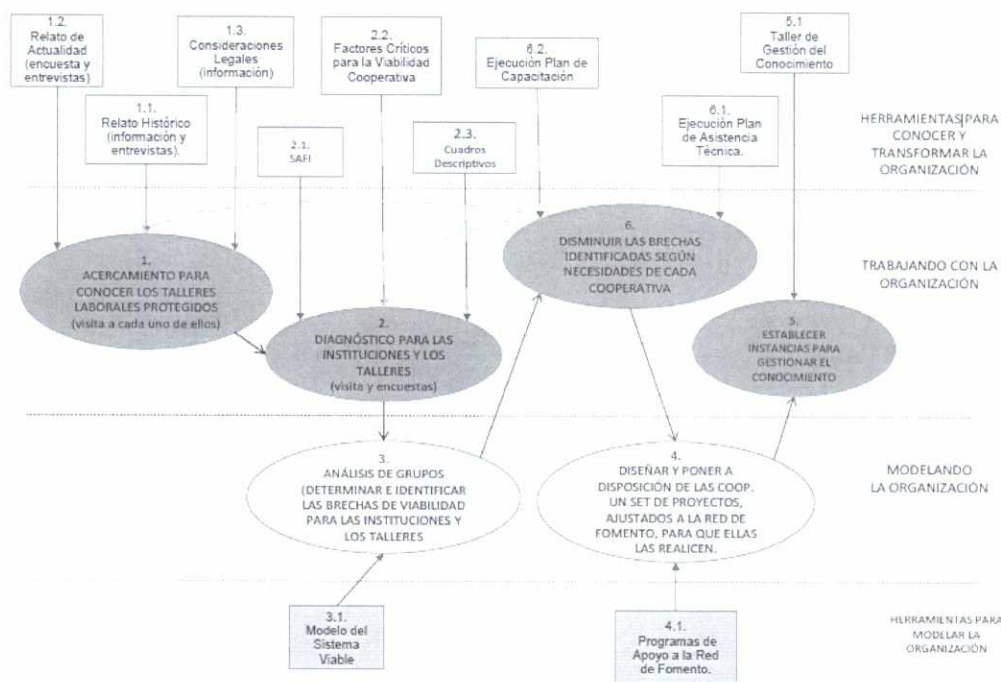 1.2.
Relato de
Actualidad
(encuesta y
entrevistas)
1.3.
Consideraciones
Legales
(información)
2.2.
Factores Críticos
para la Viabilidad
Cooperativa
6.2.
Ejecución Plan de
Capacitación
5.1
Taller de
Gestión del
Conocimiento
1.1.
Relato Histórico
(información y
entrevistas).
2.1.
SAFI
2.3.
Cuadros
Descriptivos
6.1.
Ejecución Plan
de Asistencia
Técnica.
HERRAMIENTAS PARA
CONOCER Y
TRANSFORMAR LA
ORGANIZACIÓN
1.
ACERCAMIENTO PARA
CONOCER LOS TALLERES
LABORALES PROTEGIDOS
(visita a cada uno de ellos)
6.
DISMINUIR LAS BRECHAS
IDENTIFICADAS SEGÚN
NECESIDADES DE CADA
COOPERATIVA
TRABAJANDO CON LA
ORGANIZACIÓN
2.
DIAGNÓSTICO PARA LAS
INSTITUCIONES Y LOS
TALLERES
(visita y encuestas)
5.
ESTABLECER
INSTANCIAS PARA
GESTIONAR EL
CONOCIMIENTO
3.
ANÁLISIS DE GRUPOS
(DETERMINAR E IDENTIFICAR
LAS BRECHAS DE VIABILIDAD
PARA LAS INSTITUCIONES Y
LOS TALLERES
4.
DISEÑAR Y PONER A
DISPOSICIÓN DE LAS COOP.
UN SET DE PROYECTOS,
AJUSTADOS A LA RED DE
FOMENTO, PARA QUE ELLAS
LAS REALICEN.
MODELANDO
LA ORGANIZACIÓN
3.1.
Modelo del
Sistema
Viable
4.1.
Programas de
Apoyo a la Red
de Fomento.
HERRAMIENTAS PARA
MODELAR LA
ORGANIZACIÓN